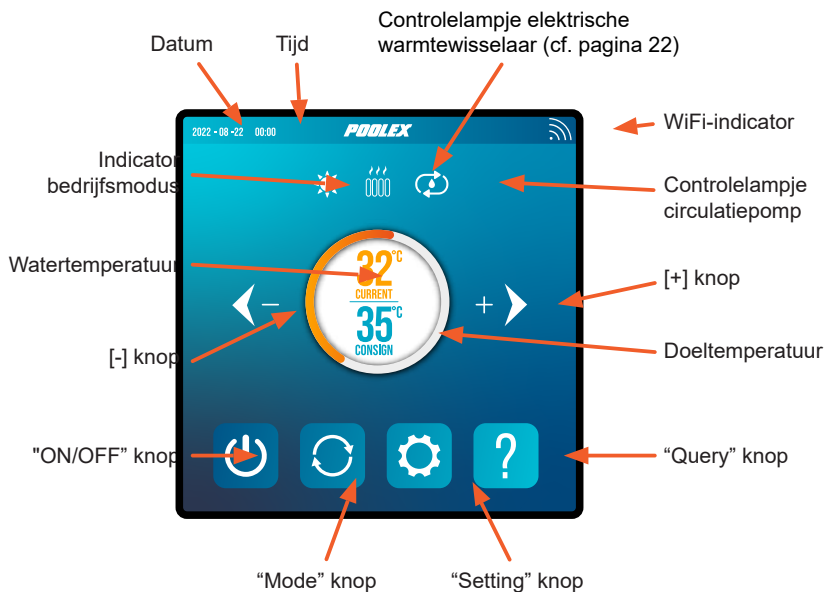 Controlelampje elektrische
warmtewisselaar (cf. pagina 22)
Datum
Tijd
WiFi-indicator
2022 - 08 -22 00:00
POOLEX
Indicator
bedrijfsmodus
Controlelampje
circulatiepomp
Watertemperatuur
32°C
CURRENT
35°C
CONSIGN
−
+
[+] knop
[-] knop
Doeltemperatuur
"ON/OFF” knop
?
“Query” knop
“Mode” knop
“Setting” knop